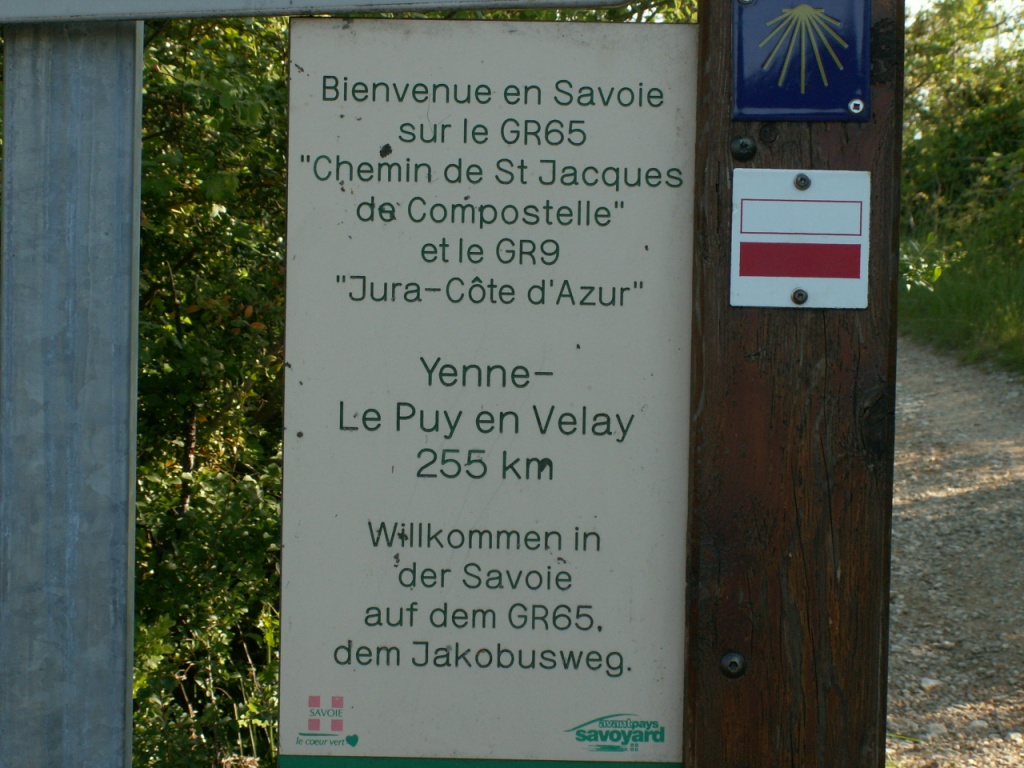 Bienvenue en Savoie
sur le GR65
"Chemin de St Jacques
de Compostelle"
et le GR9
"Jura-Côte d'Azur"
Yenne-
Le Puy en Velay
255 km
Willkommen in
der Savoie
auf dem GR65.
dem Jakobusweg.
SAVOIE
le coeur vert
avantpays
savoyard